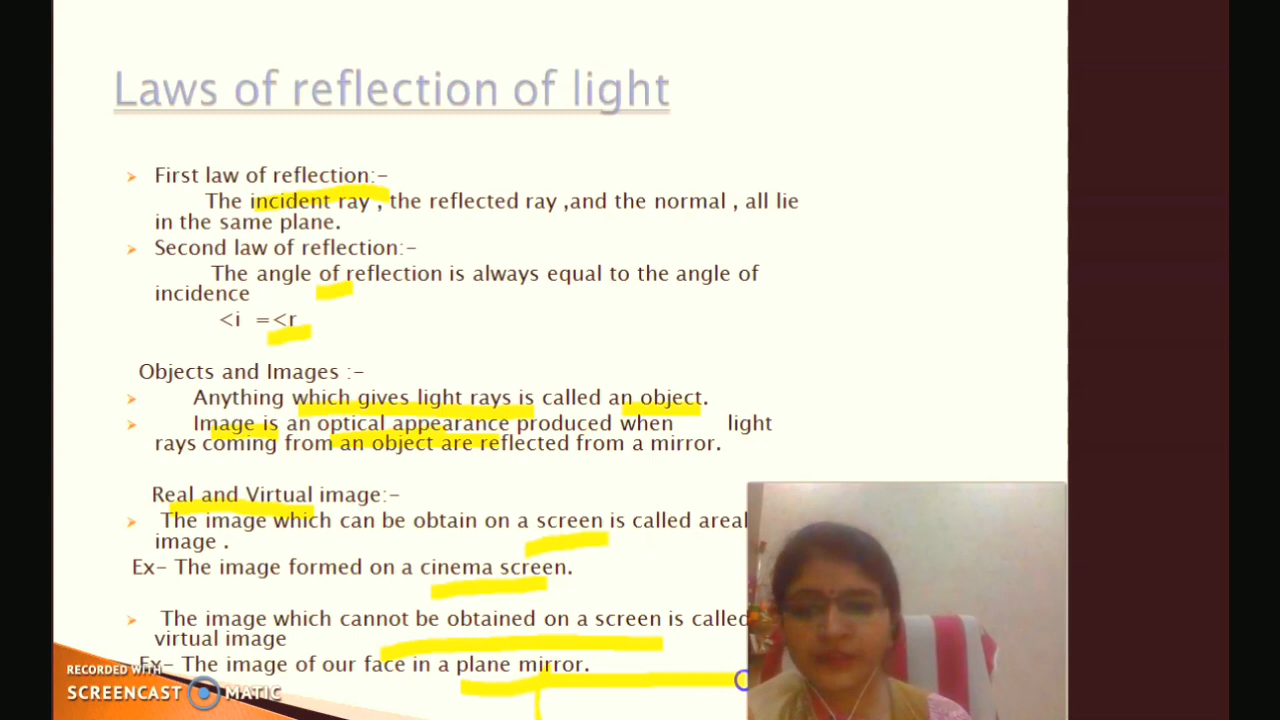 Laws of reflection of light
First law of reflection:-
The incident ray , the reflected ray ,and the normal , all lie
in the same plane.
Second law of reflection:-
The angle of reflection is always equal to the angle of
incidence
<i =<r
Objects and Images :-
Anything which gives light rays is called an object.
Image is an optical appearance produced when light
rays coming from an object are reflected from a mirror.
Real and Virtual image:-
The image which can be obtain on a screen is called areal
image .
Ex- The image formed on a cinema screen.
The image which cannot be obtained on a screen is called
virtual image
Ex- The image of our face in a plane mirror.
RECORDED WITH
SCREENCAST MATIC